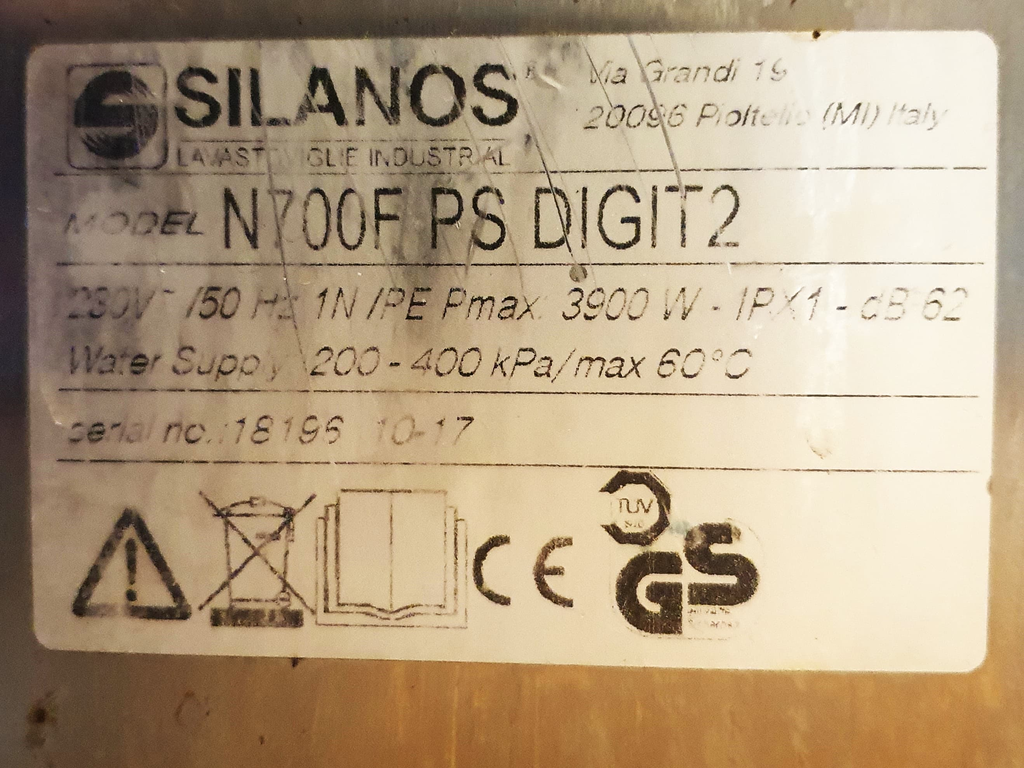 SILANOS
Via Grandi 19
20096 Pioltello (MI) Italy
LAVASTOVIGLIE INDUSTRIALI
MODEL N700F PS DIGIT2
230V~ /50 Hz 1N /PE Pmax: 3900 W - IPX1 - dB 62
Water Supply: 200 - 400 kPa/max 60°C
serial no.:18196 10-17
TÜV
CE
GS